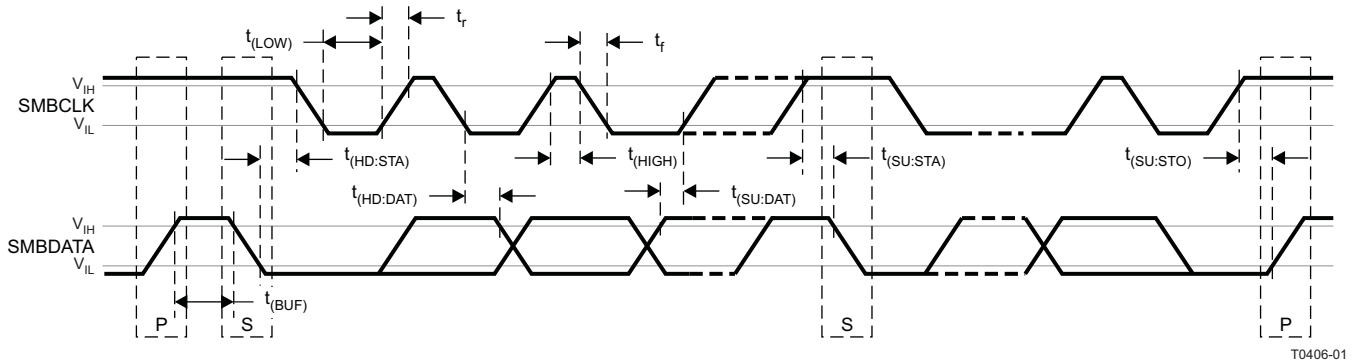 t(LOW)
tr
tf
VIH
SMBCLK
VIL
t(HD:STA)
t(HIGH)
t(SU:STA)
t(SU:STO)
t(HD:DAT)
t(SU:DAT)
VIH
SMBDATA
VIL
t(BUF)
P
S
S
P
T0406-01